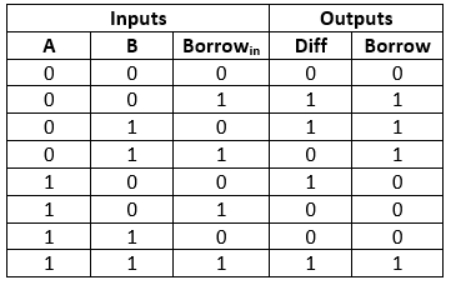 Inputs Outputs
A B Borrowin Diff Borrow
0 0 0 0 0
0 0 1 1 1
0 1 0 1 1
0 1 1 0 1
1 0 0 1 0
1 0 1 0 0
1 1 0 0 0
1 1 1 1 1